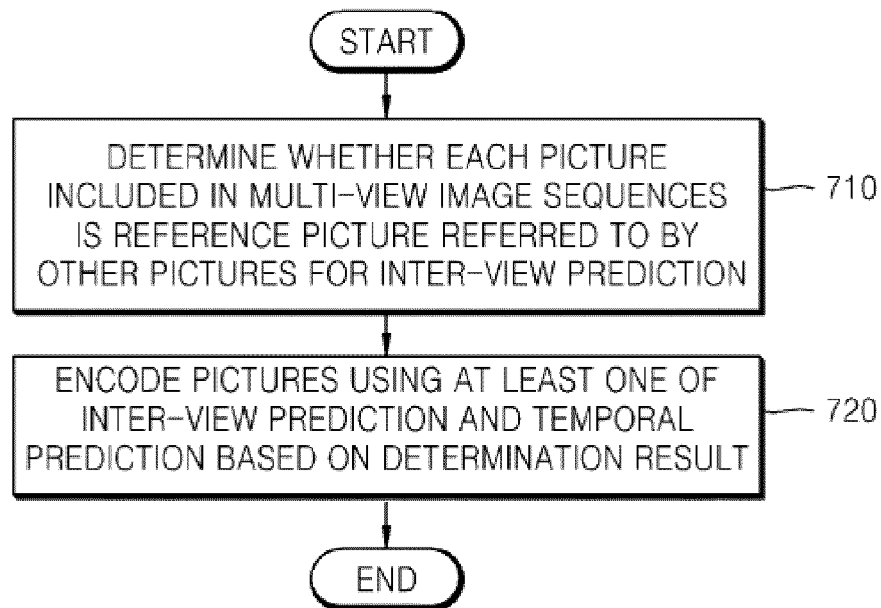 START
DETERMINE WHETHER EACH PICTURE
INCLUDED IN MULTI-VIEW IMAGE SEQUENCES
IS REFERENCE PICTURE REFERRED TO BY
OTHER PICTURES FOR INTER-VIEW PREDICTION
710
ENCODE PICTURES USING AT LEAST ONE OF
INTER-VIEW PREDICTION AND TEMPORAL
PREDICTION BASED ON DETERMINATION RESULT
720
END